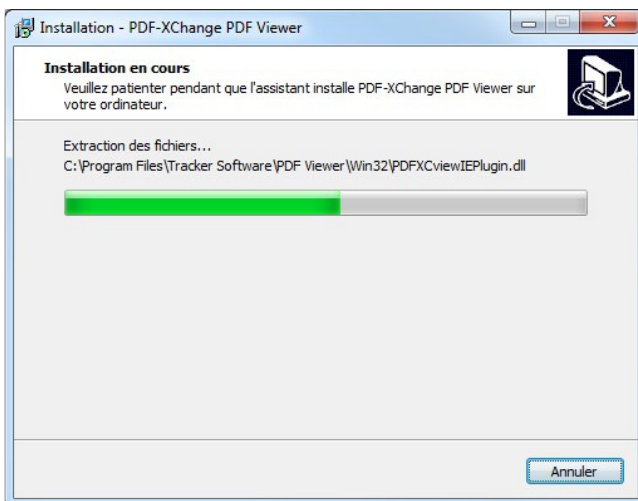 Installation - PDF-XChange PDF Viewer
Installation en cours
Veuillez patienter pendant que l'assistant installe PDF-XChange PDF Viewer sur
votre ordinateur.
Extraction des fichiers...
C:\Program Files\Tracker Software\PDF Viewer\Win32\PDFXCviewIEPlugin.dll
Annuler